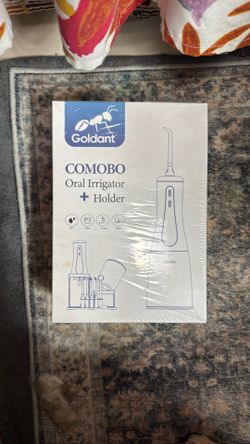 Goldant
COMOBO
Oral Irrigator
+ Holder